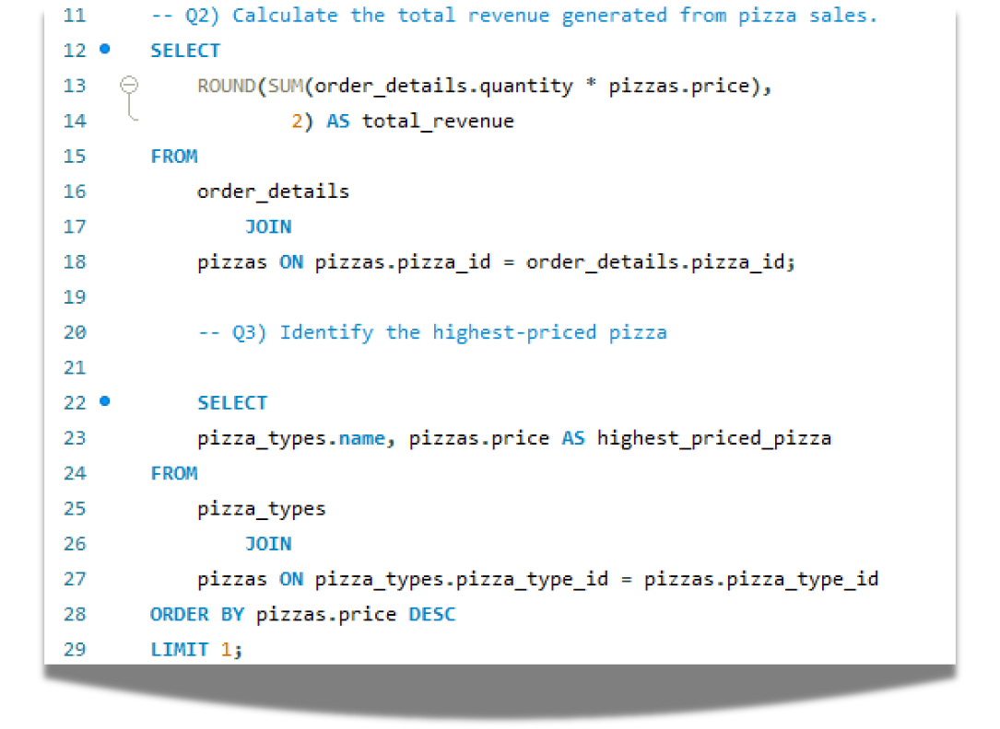 11 -- Q2) Calculate the total revenue generated from pizza sales.
12 SELECT
13 ROUND(SUM(order_details.quantity * pizzas.price),
14 2) AS total_revenue
15 FROM
16 order_details
17 JOIN
18 pizzas ON pizzas.pizza_id = order_details.pizza_id;
19
20 -- Q3) Identify the highest-priced pizza
21
22 SELECT
23 pizza_types.name, pizzas.price AS highest_priced_pizza
24 FROM
25 pizza_types
26 JOIN
27 pizzas ON pizza_types.pizza_type_id = pizzas.pizza_type_id
28 ORDER BY pizzas.price DESC
29 LIMIT 1;